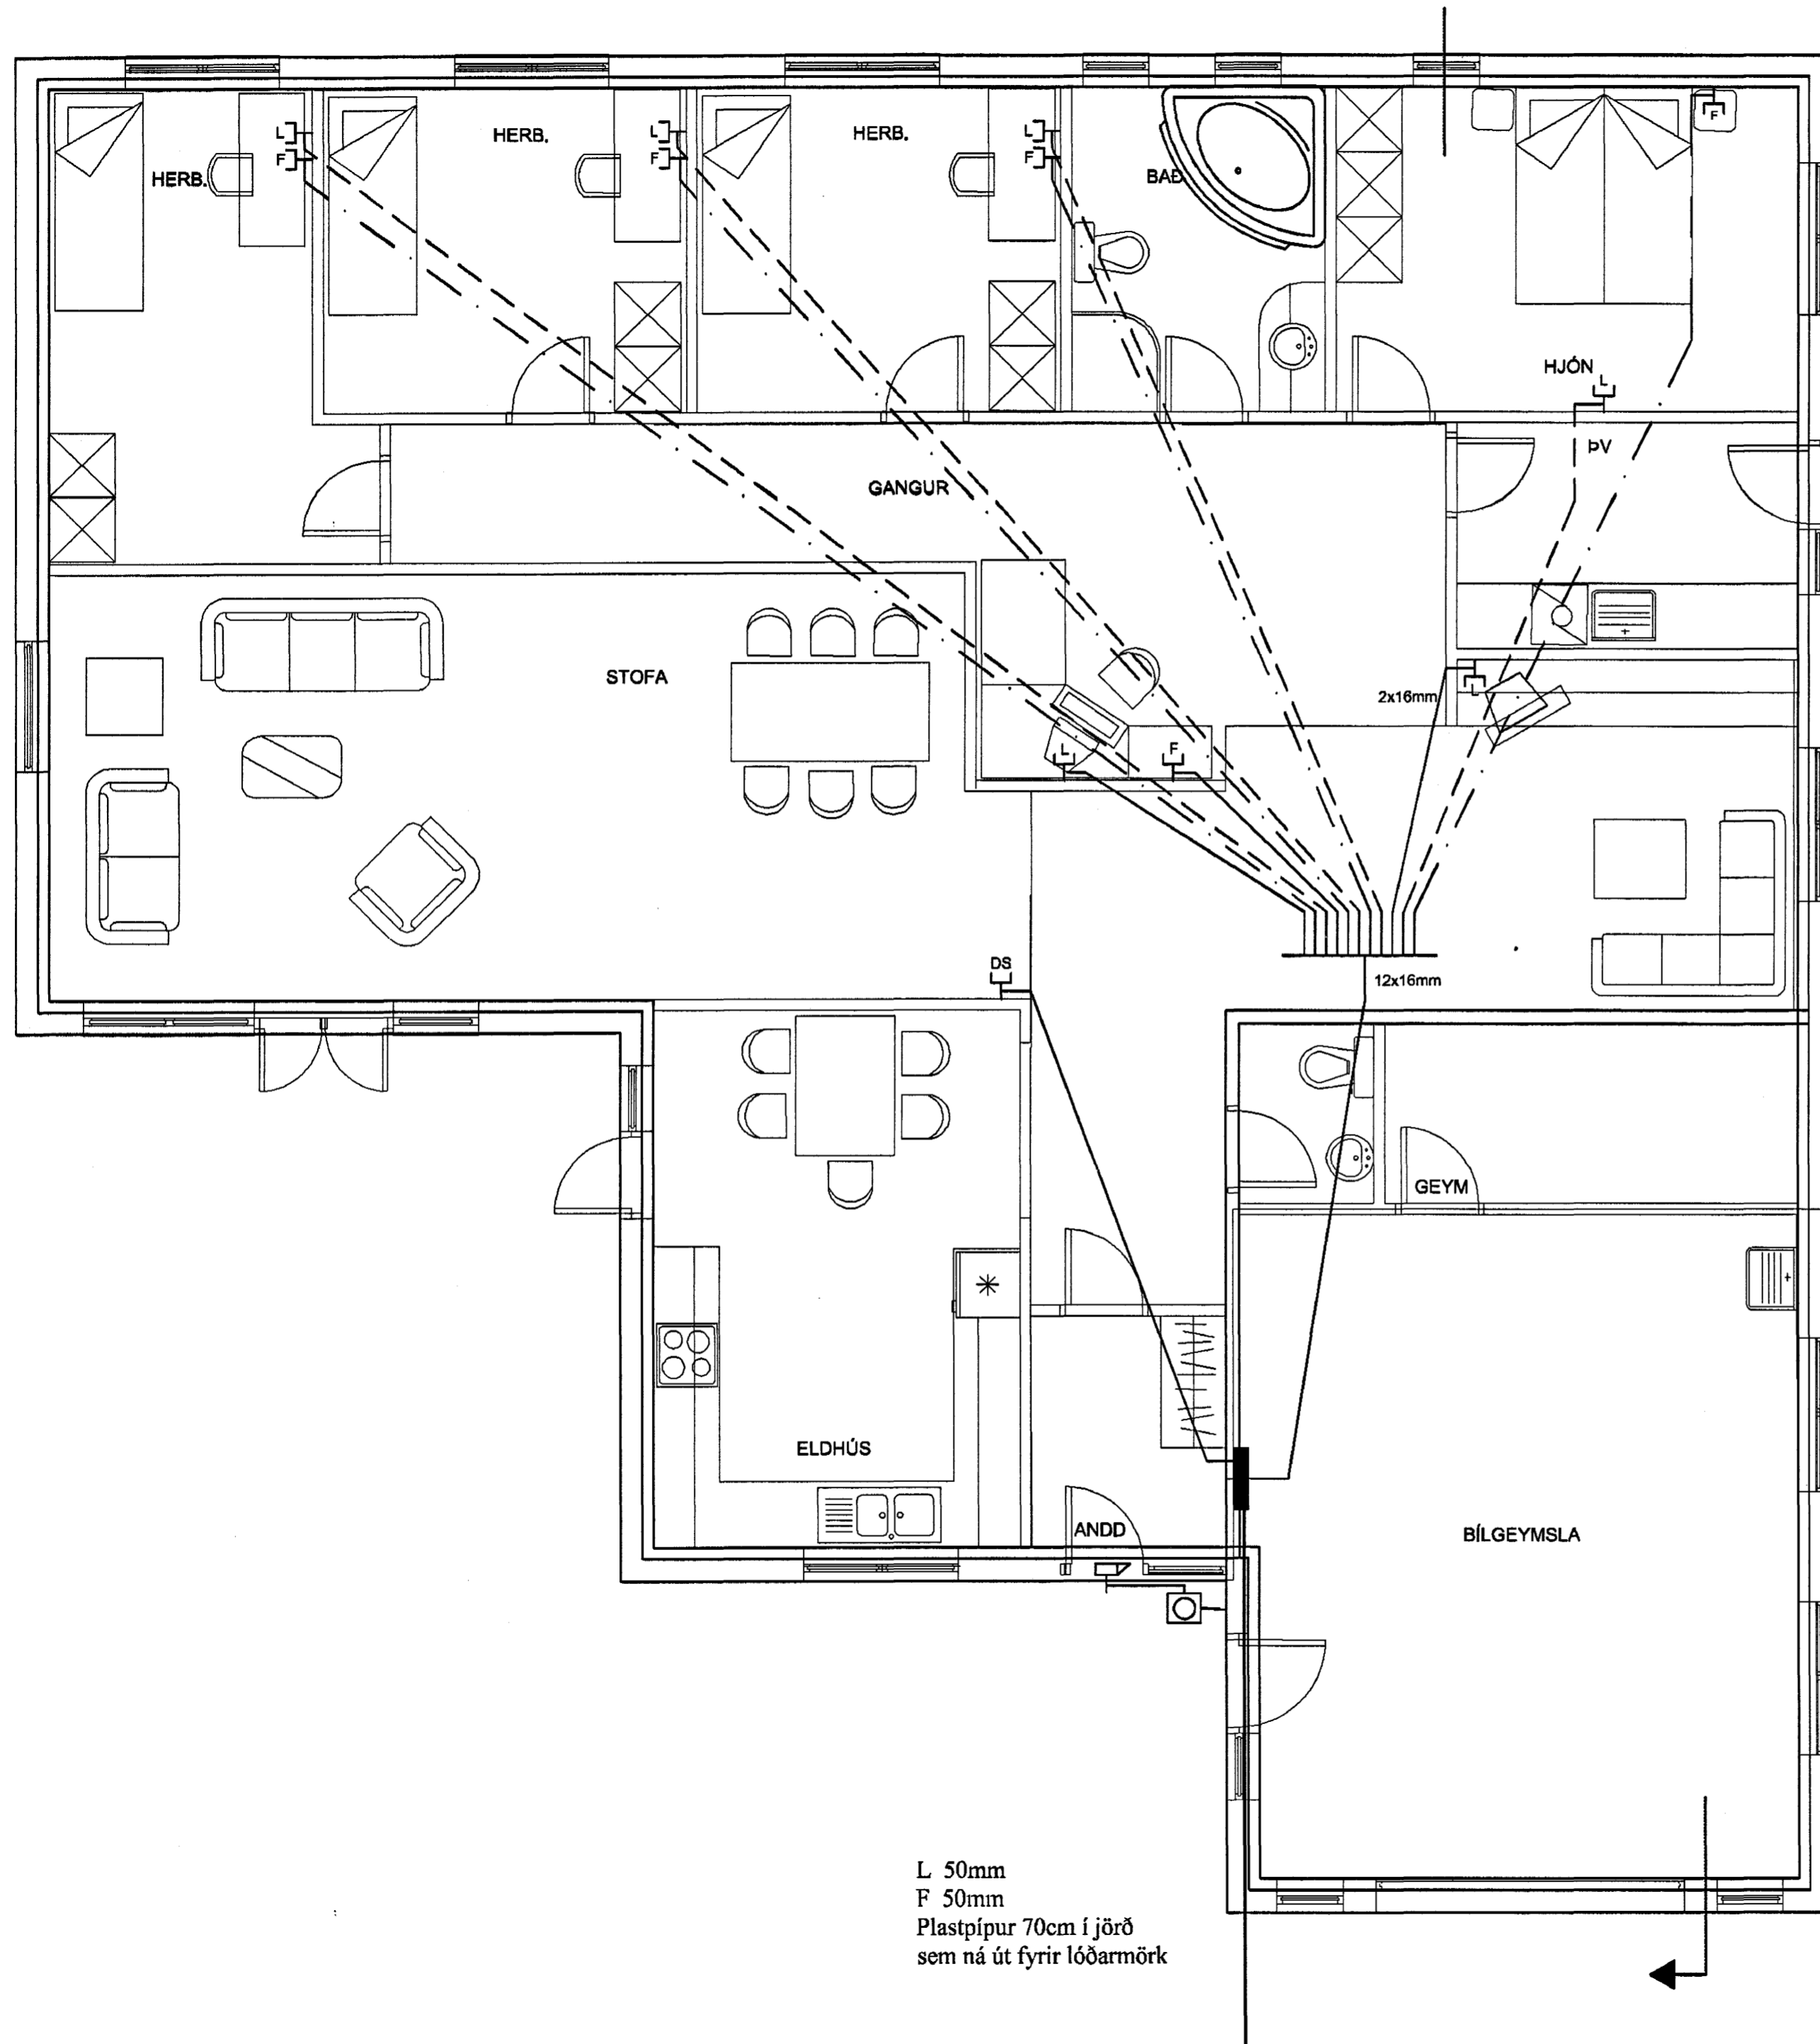 F
L
F
HERB.
L
F
HERB.
L
F
HERB.
BAÐ
HJÓN
L
ÞV
GANGUR
STOFA
2x16mm
L
L
F
DS
12x16mm
GEYM
ELDHÚS
ANDD
BÍLGEYMSLA
L 50mm
F 50mm
Plastpípur 70cm í jörð
sem ná út fyrir lóðarmörk